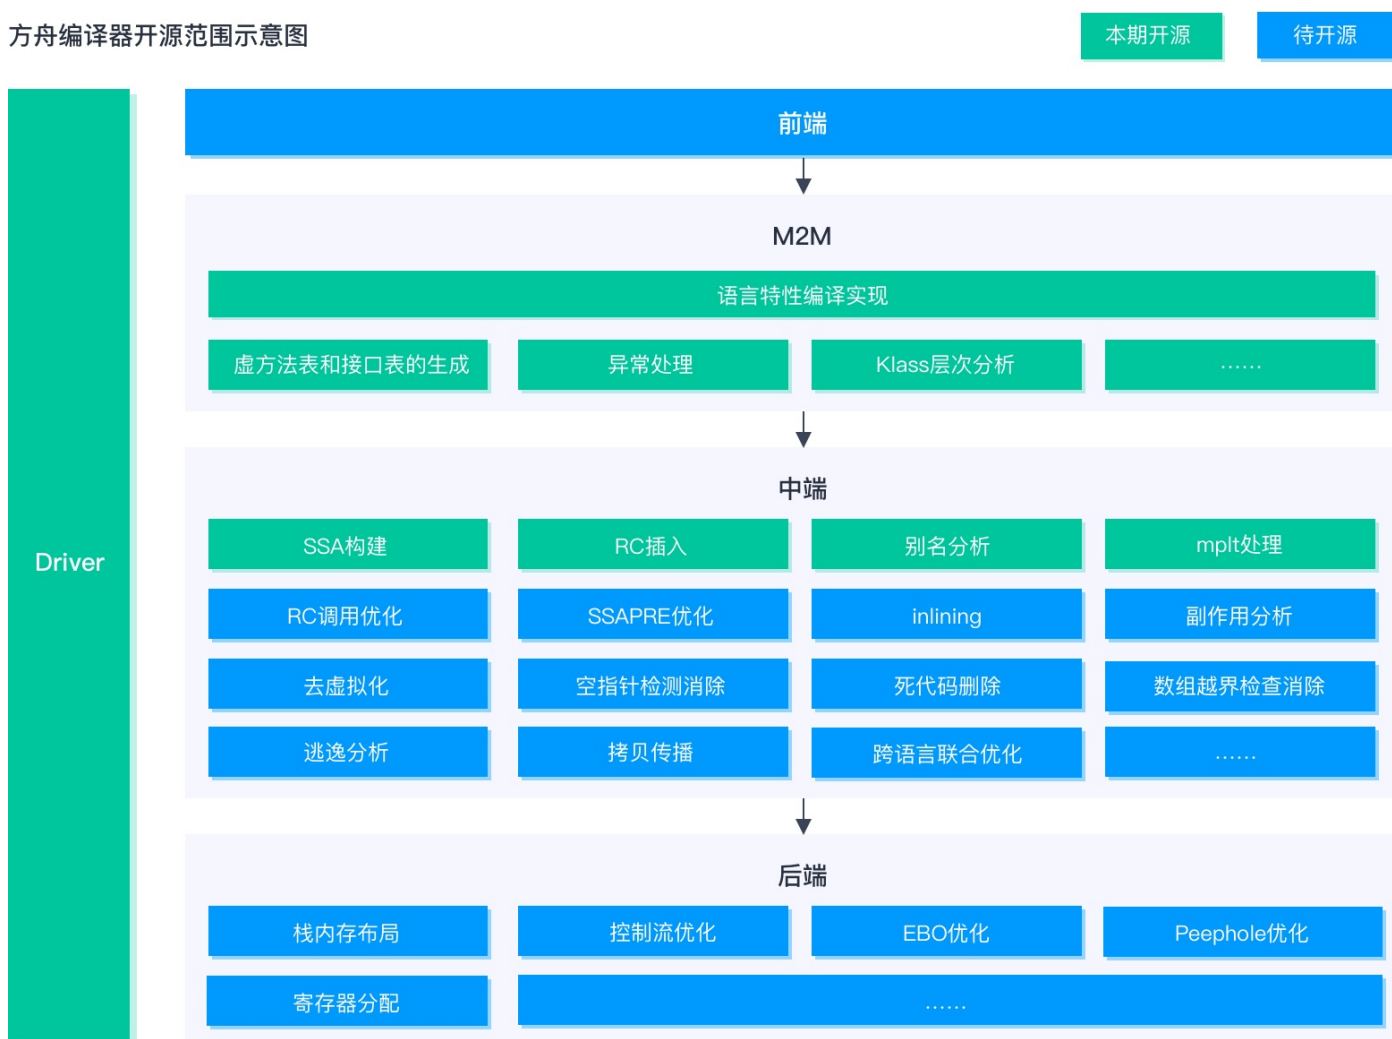 方舟编译器开源范围示意图
本期开源 待开源
Driver
前端
M2M
语言特性编译实现
虚方法表和接口表的生成 异常处理 Klass层次分析 ……
中端
SSA构建 RC插入 别名分析 mplt处理
RC调用优化 SSAPRE优化 inlining 副作用分析
去虚拟化 空指针检测消除 死代码删除 数组越界检查消除
逃逸分析 拷贝传播 跨语言联合优化 ……
后端
栈内存布局 控制流优化 EBO优化 Peephole优化
寄存器分配 ……